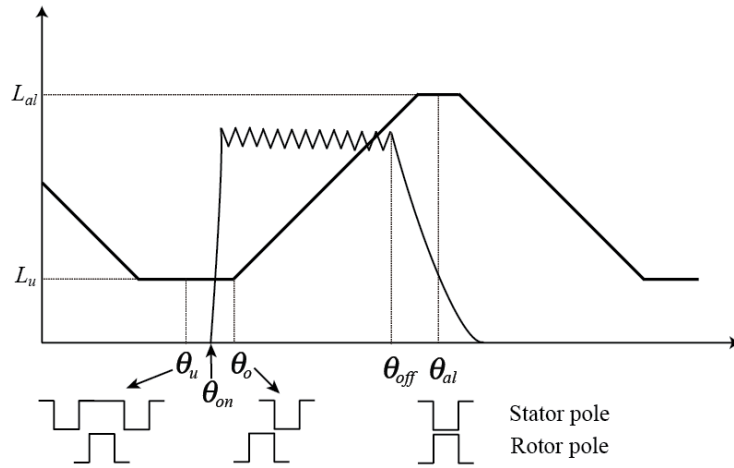 L_al
L_u
θ_u
θ_on
θ_o
θ_off
θ_al
Stator pole
Rotor pole